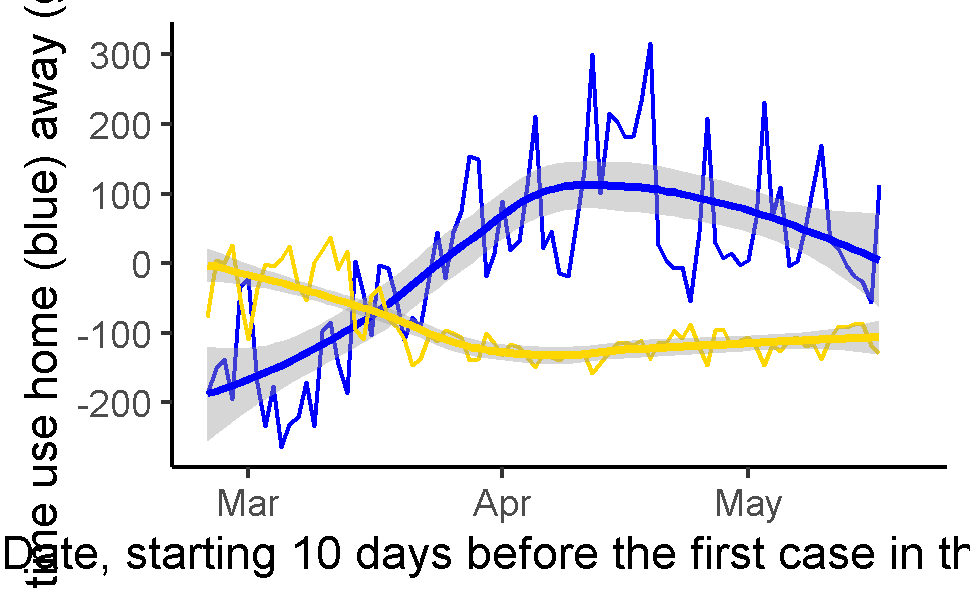 time use home (blue) away (
300
200
100
0
-100
-200
Mar Apr May
Date, starting 10 days before the first case in th